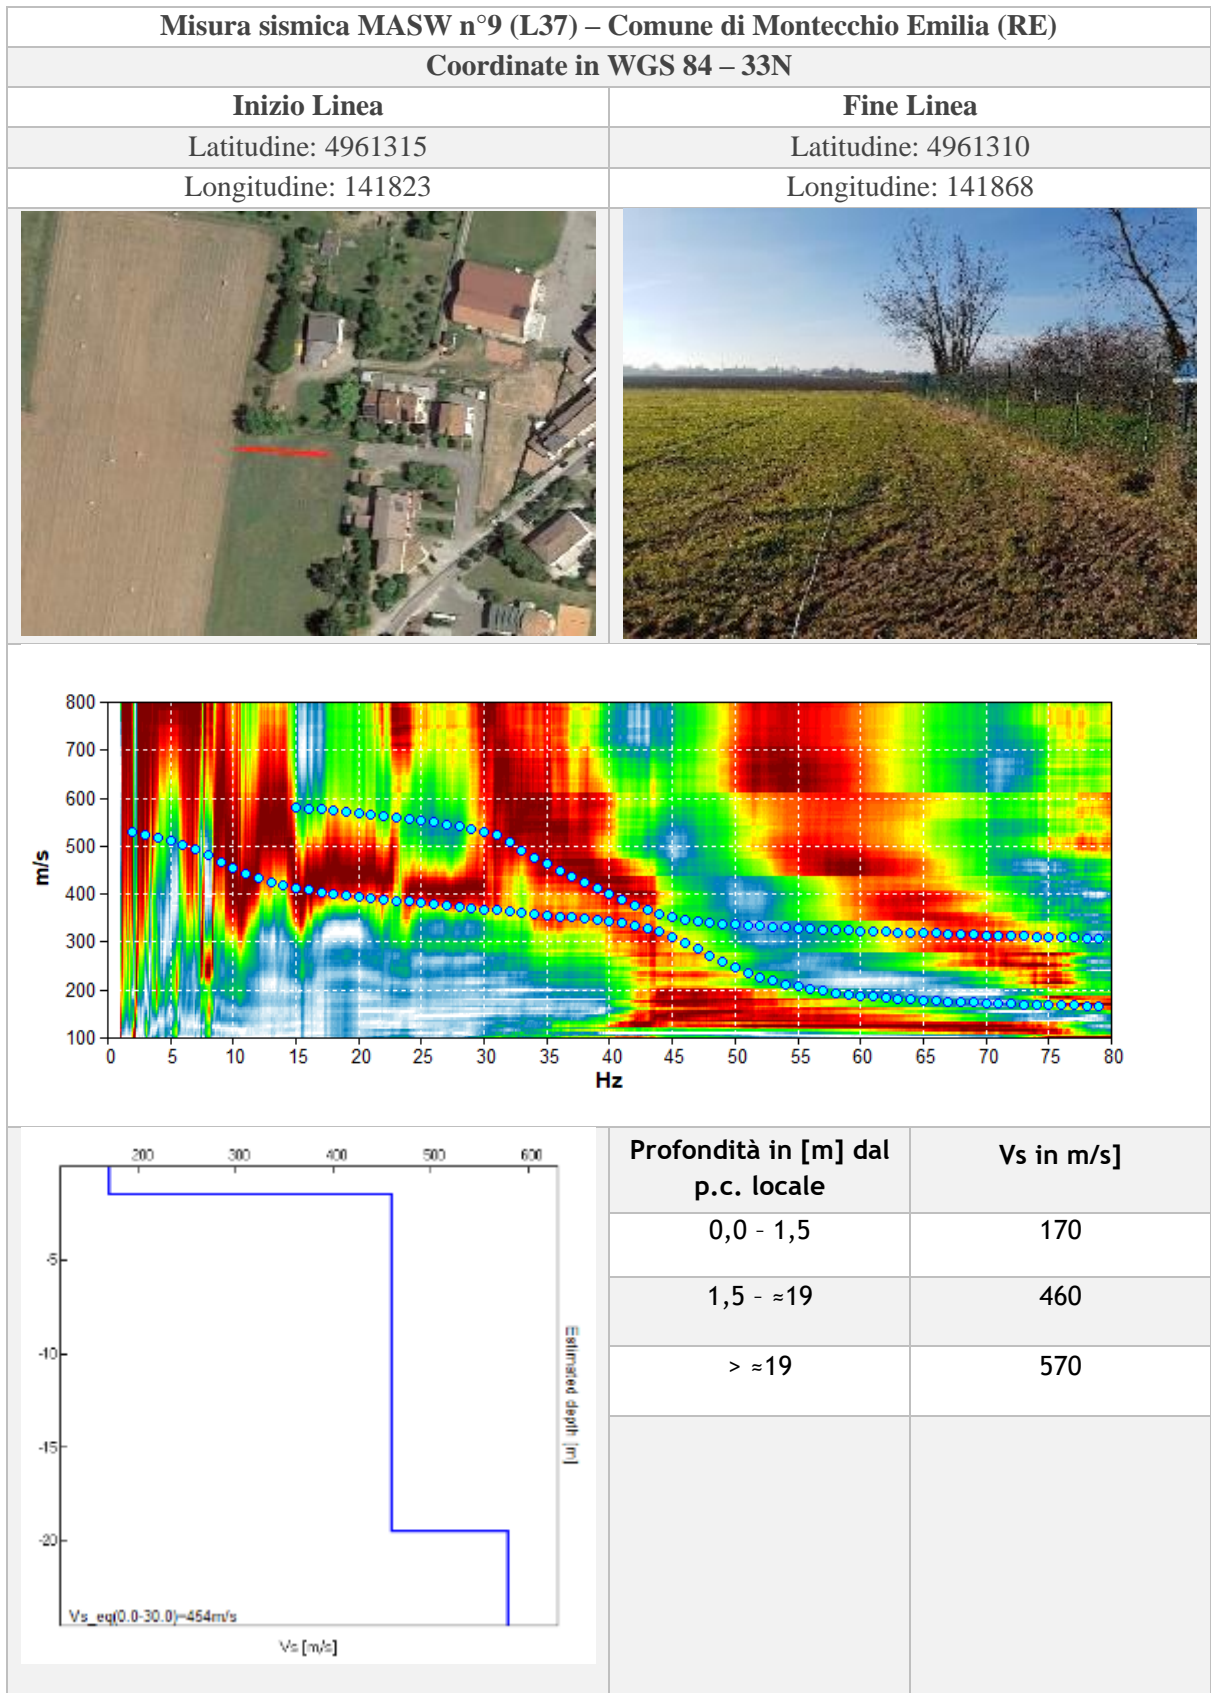 Misura sismica MASW n°9 (L37) – Comune di Montecchio Emilia (RE)
Coordinate in WGS 84 – 33N
Inizio Linea
Fine Linea
Latitudine: 4961315
Latitudine: 4961310
Longitudine: 141823
Longitudine: 141868
800
700
600
500
400
300
200
100
m/s
0 5 10 15 20 25 30 35 40 45 50 55 60 65 70 75 80
Hz
200 300 400 500 600
-5
-10
-15
-20
Estimated depth [m]
Vs_eq(0.0-30.0)=454m/s
Vs [m/s]
Profondità in [m] dal
p.c. locale
Vs in m/s]
0,0 – 1,5
170
1,5 – ≈19
460
> ≈19
570